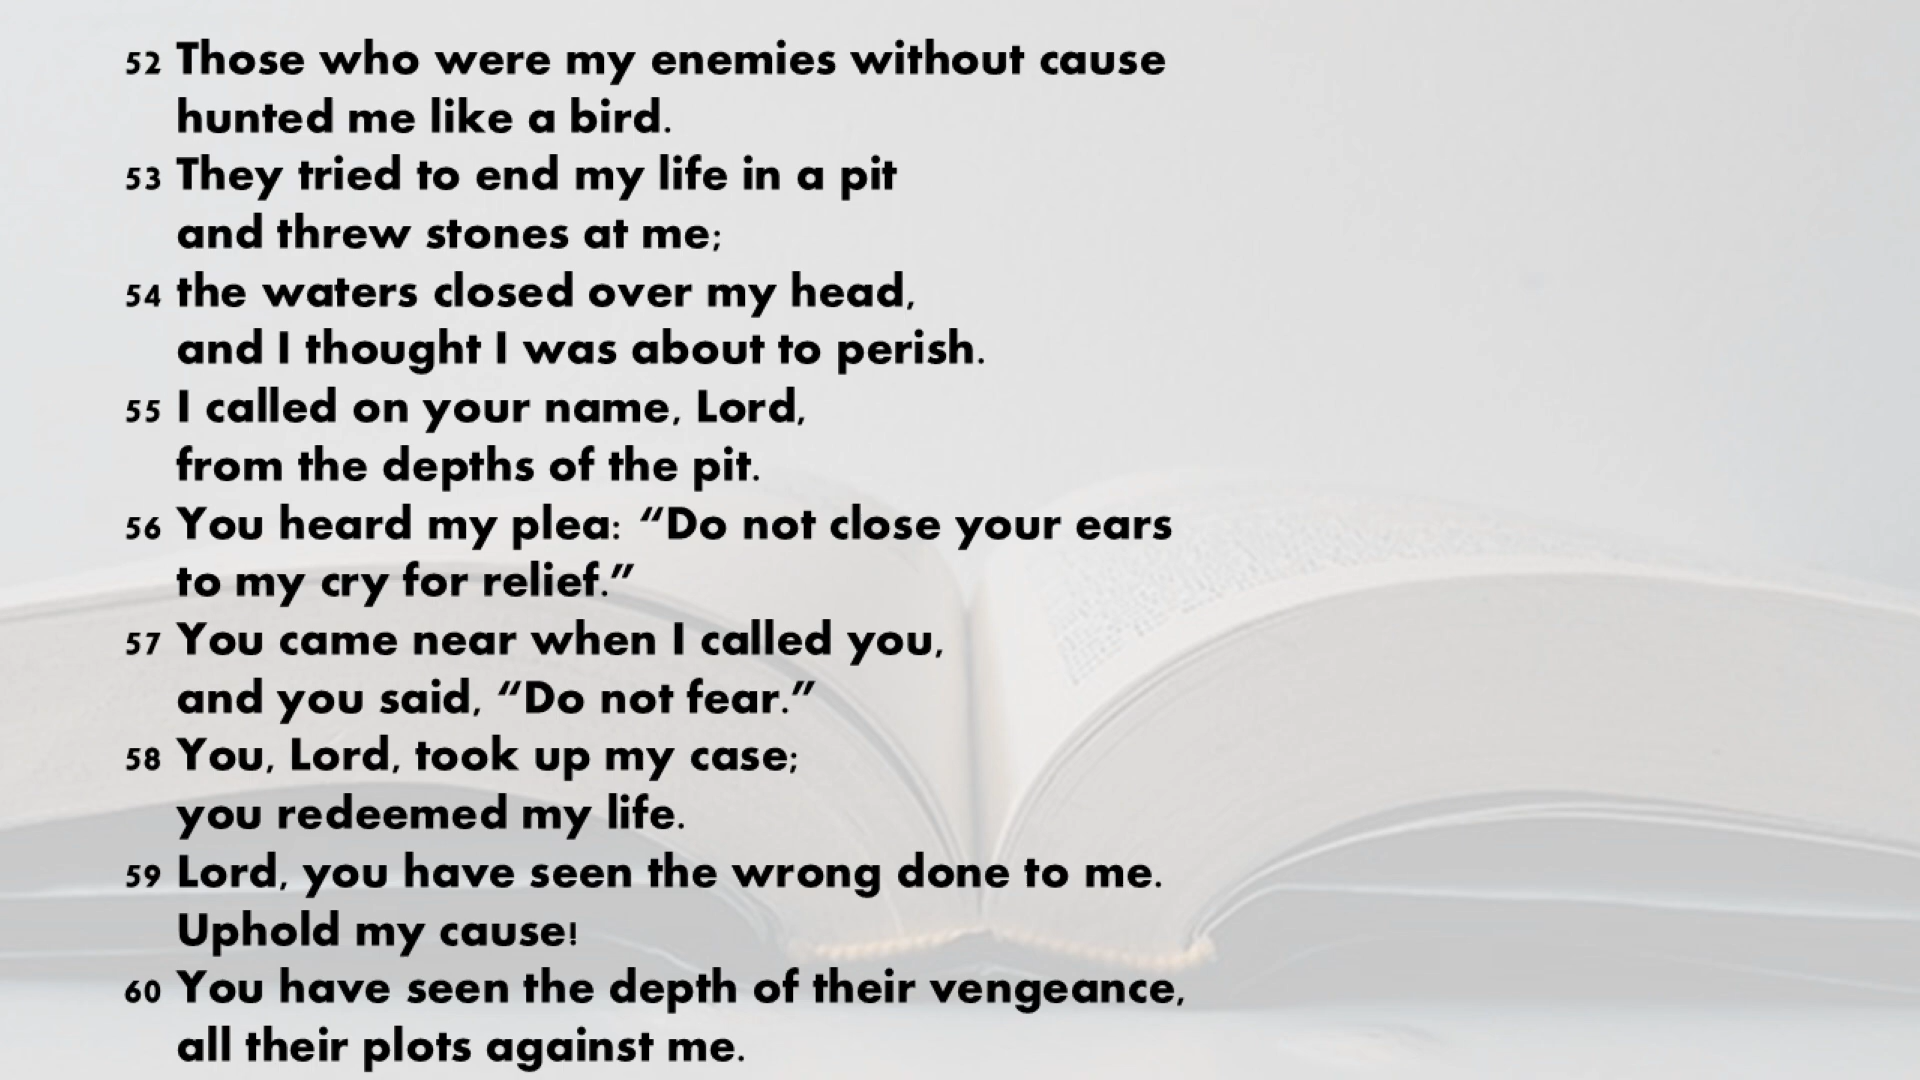 52 Those who were my enemies without cause
hunted me like a bird.
53 They tried to end my life in a pit
and threw stones at me;
54 the waters closed over my head,
and I thought I was about to perish.
55 I called on your name, Lord,
from the depths of the pit.
56 You heard my plea: “Do not close your ears
to my cry for relief.”
57 You came near when I called you,
and you said, “Do not fear.”
58 You, Lord, took up my case;
you redeemed my life.
59 Lord, you have seen the wrong done to me.
Uphold my cause!
60 You have seen the depth of their vengeance,
all their plots against me.